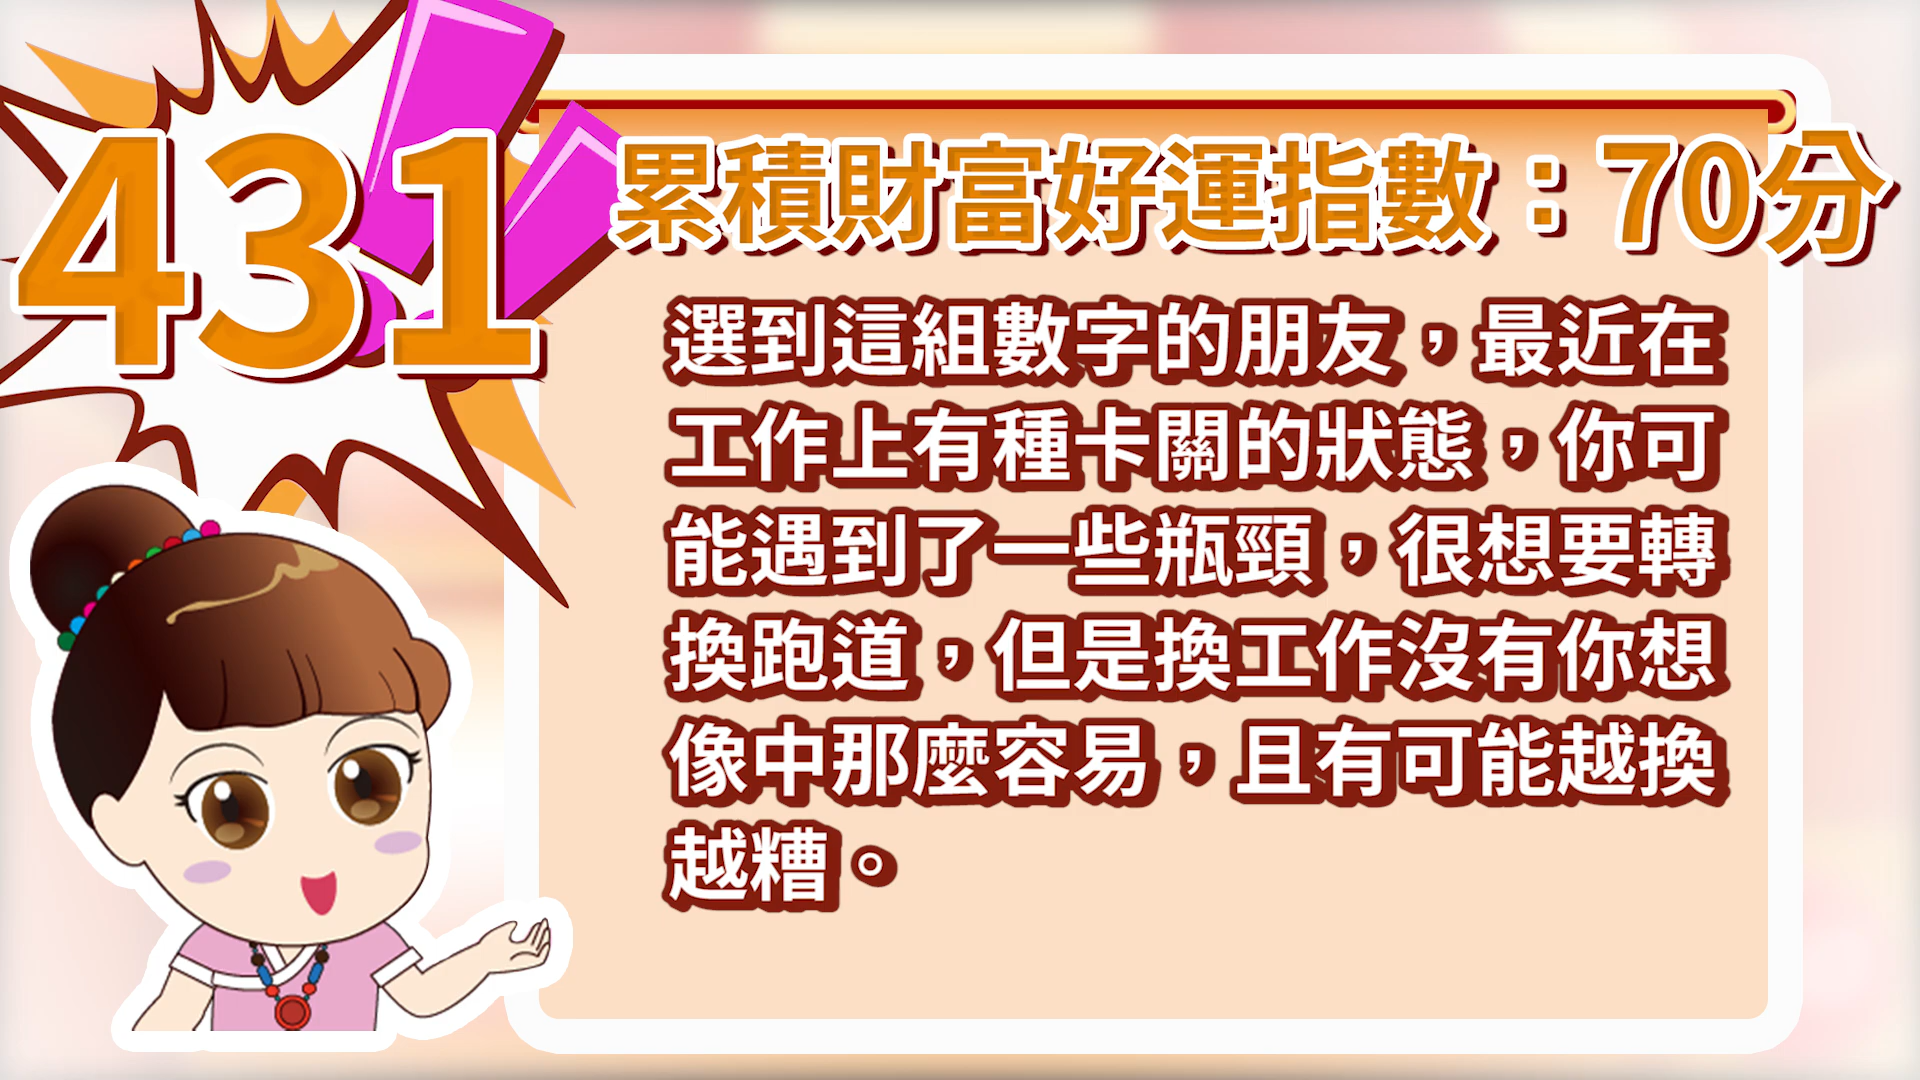 431
累積財富好運指數：70分
選到這組數字的朋友，最近在
工作上有種卡關的狀態，你可
能遇到了一些瓶頸，很想要轉
換跑道，但是換工作沒有你想
像中那麼容易，且有可能越換
越糟。